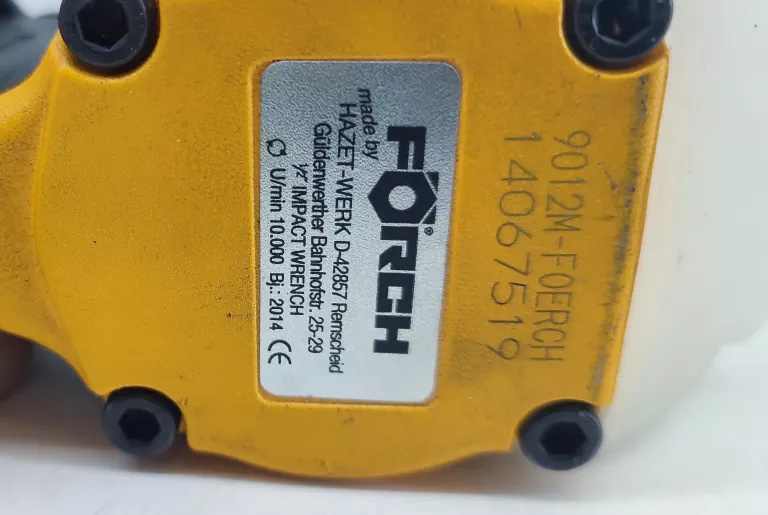 9012M-FOERCH
14067519
FÖRCH®
made by
HAZET-WERK D-42857 Remscheid
Güldenwerther Bahnhofstr. 25-29
½" IMPACT WRENCH
Ø U/min 10.000 Bj.: 2014 CE